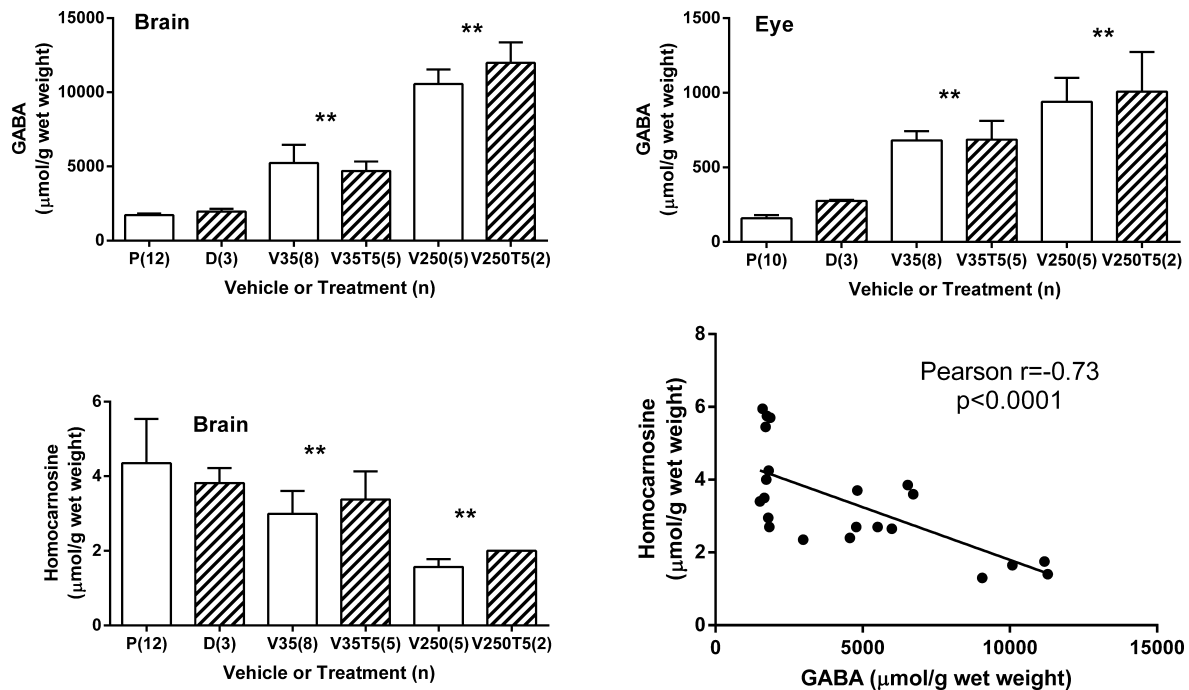 Brain
15000
10000
5000
0
GABA
(μmol/g wet weight)
**
**
P(12) D(3) V35(8) V35T5(5) V250(5) V250T5(2)
Vehicle or Treatment (n)
Eye
1500
1000
500
0
GABA
(μmol/g wet weight)
**
**
P(10) D(3) V35(8) V35T5(5) V250(5) V250T5(2)
Vehicle or Treatment (n)
Brain
6
4
2
0
Homocarnosine
(μmol/g wet weight)
**
**
P(12) D(3) V35(8) V35T5(5) V250(5) V250T5(2)
Vehicle or Treatment (n)
8
6
4
2
0
Homocarnosine
(μmol/g wet weight)
Pearson r=-0.73
p<0.0001
0 5000 10000 15000
GABA (μmol/g wet weight)